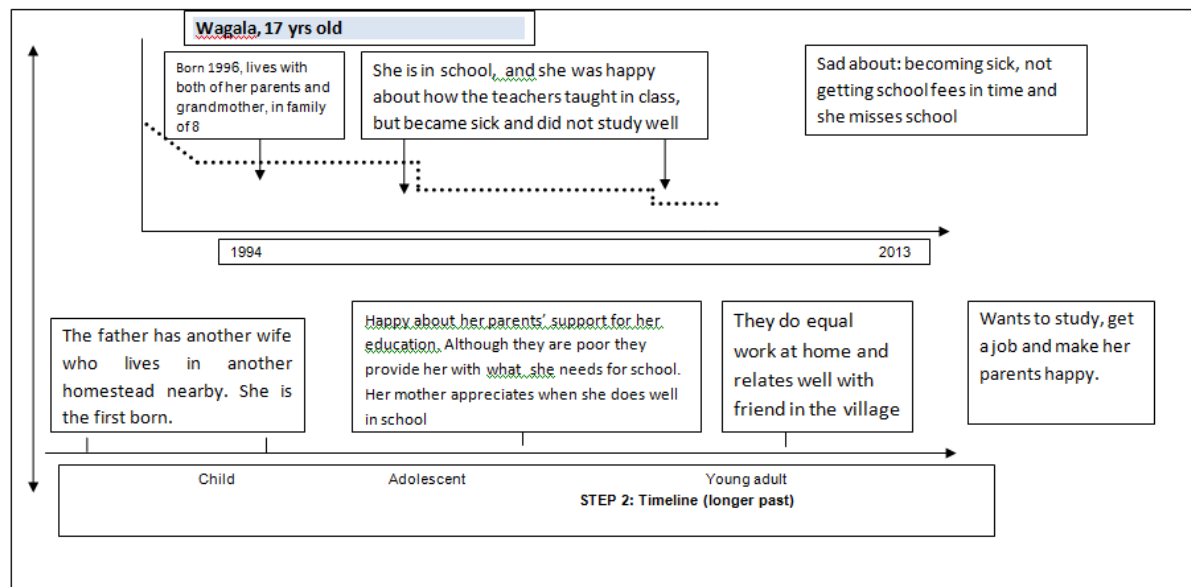 Wagala, 17 yrs old
Born 1996, lives with
both of her parents and
grandmother, in family
of 8
She is in school, and she was happy
about how the teachers taught in class,
but became sick and did not study well
Sad about: becoming sick, not
getting school fees in time and
she misses school
1994 2013
The father has another wife
who lives in another
homestead nearby. She is
the first born.
Happy about her parents’ support for her
education. Although they are poor they
provide her with what she needs for school.
Her mother appreciates when she does well
in school
They do equal
work at home and
relates well with
friend in the village
Wants to study, get
a job and make her
parents happy.
Child Adolescent Young adult
STEP 2: Timeline (longer past)